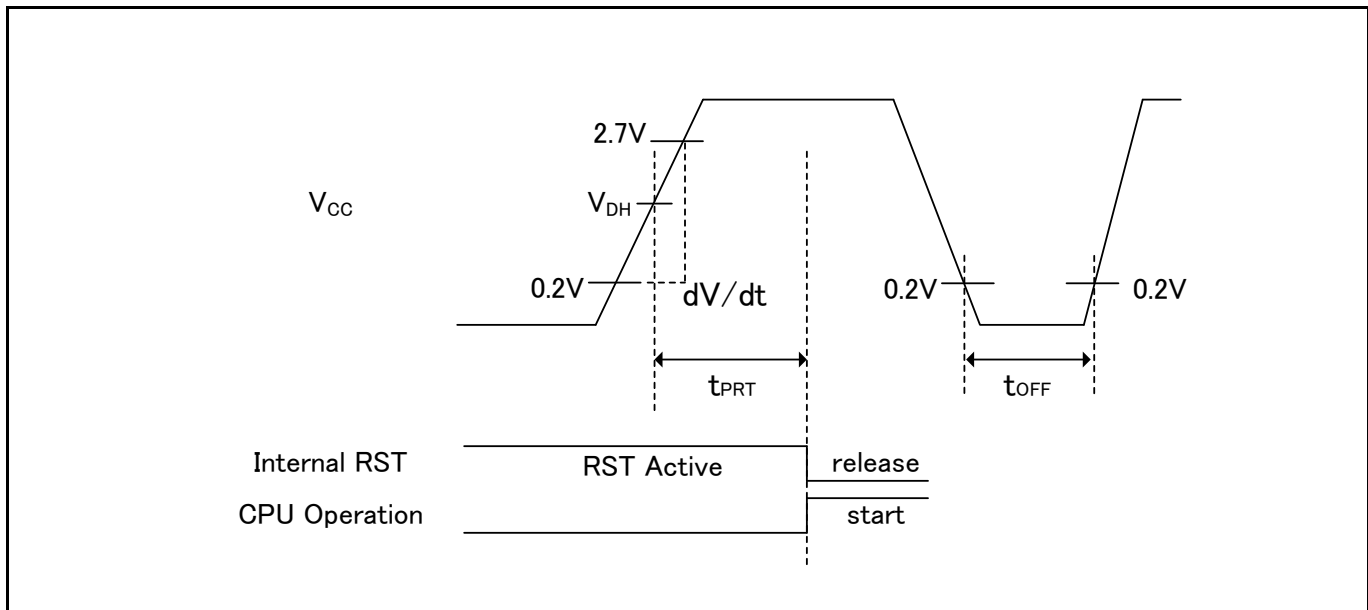 2.7V
VCC
VDH
0.2V
dV/dt
0.2V
0.2V
tPRT
tOFF
Internal RST
RST Active
release
CPU Operation
start